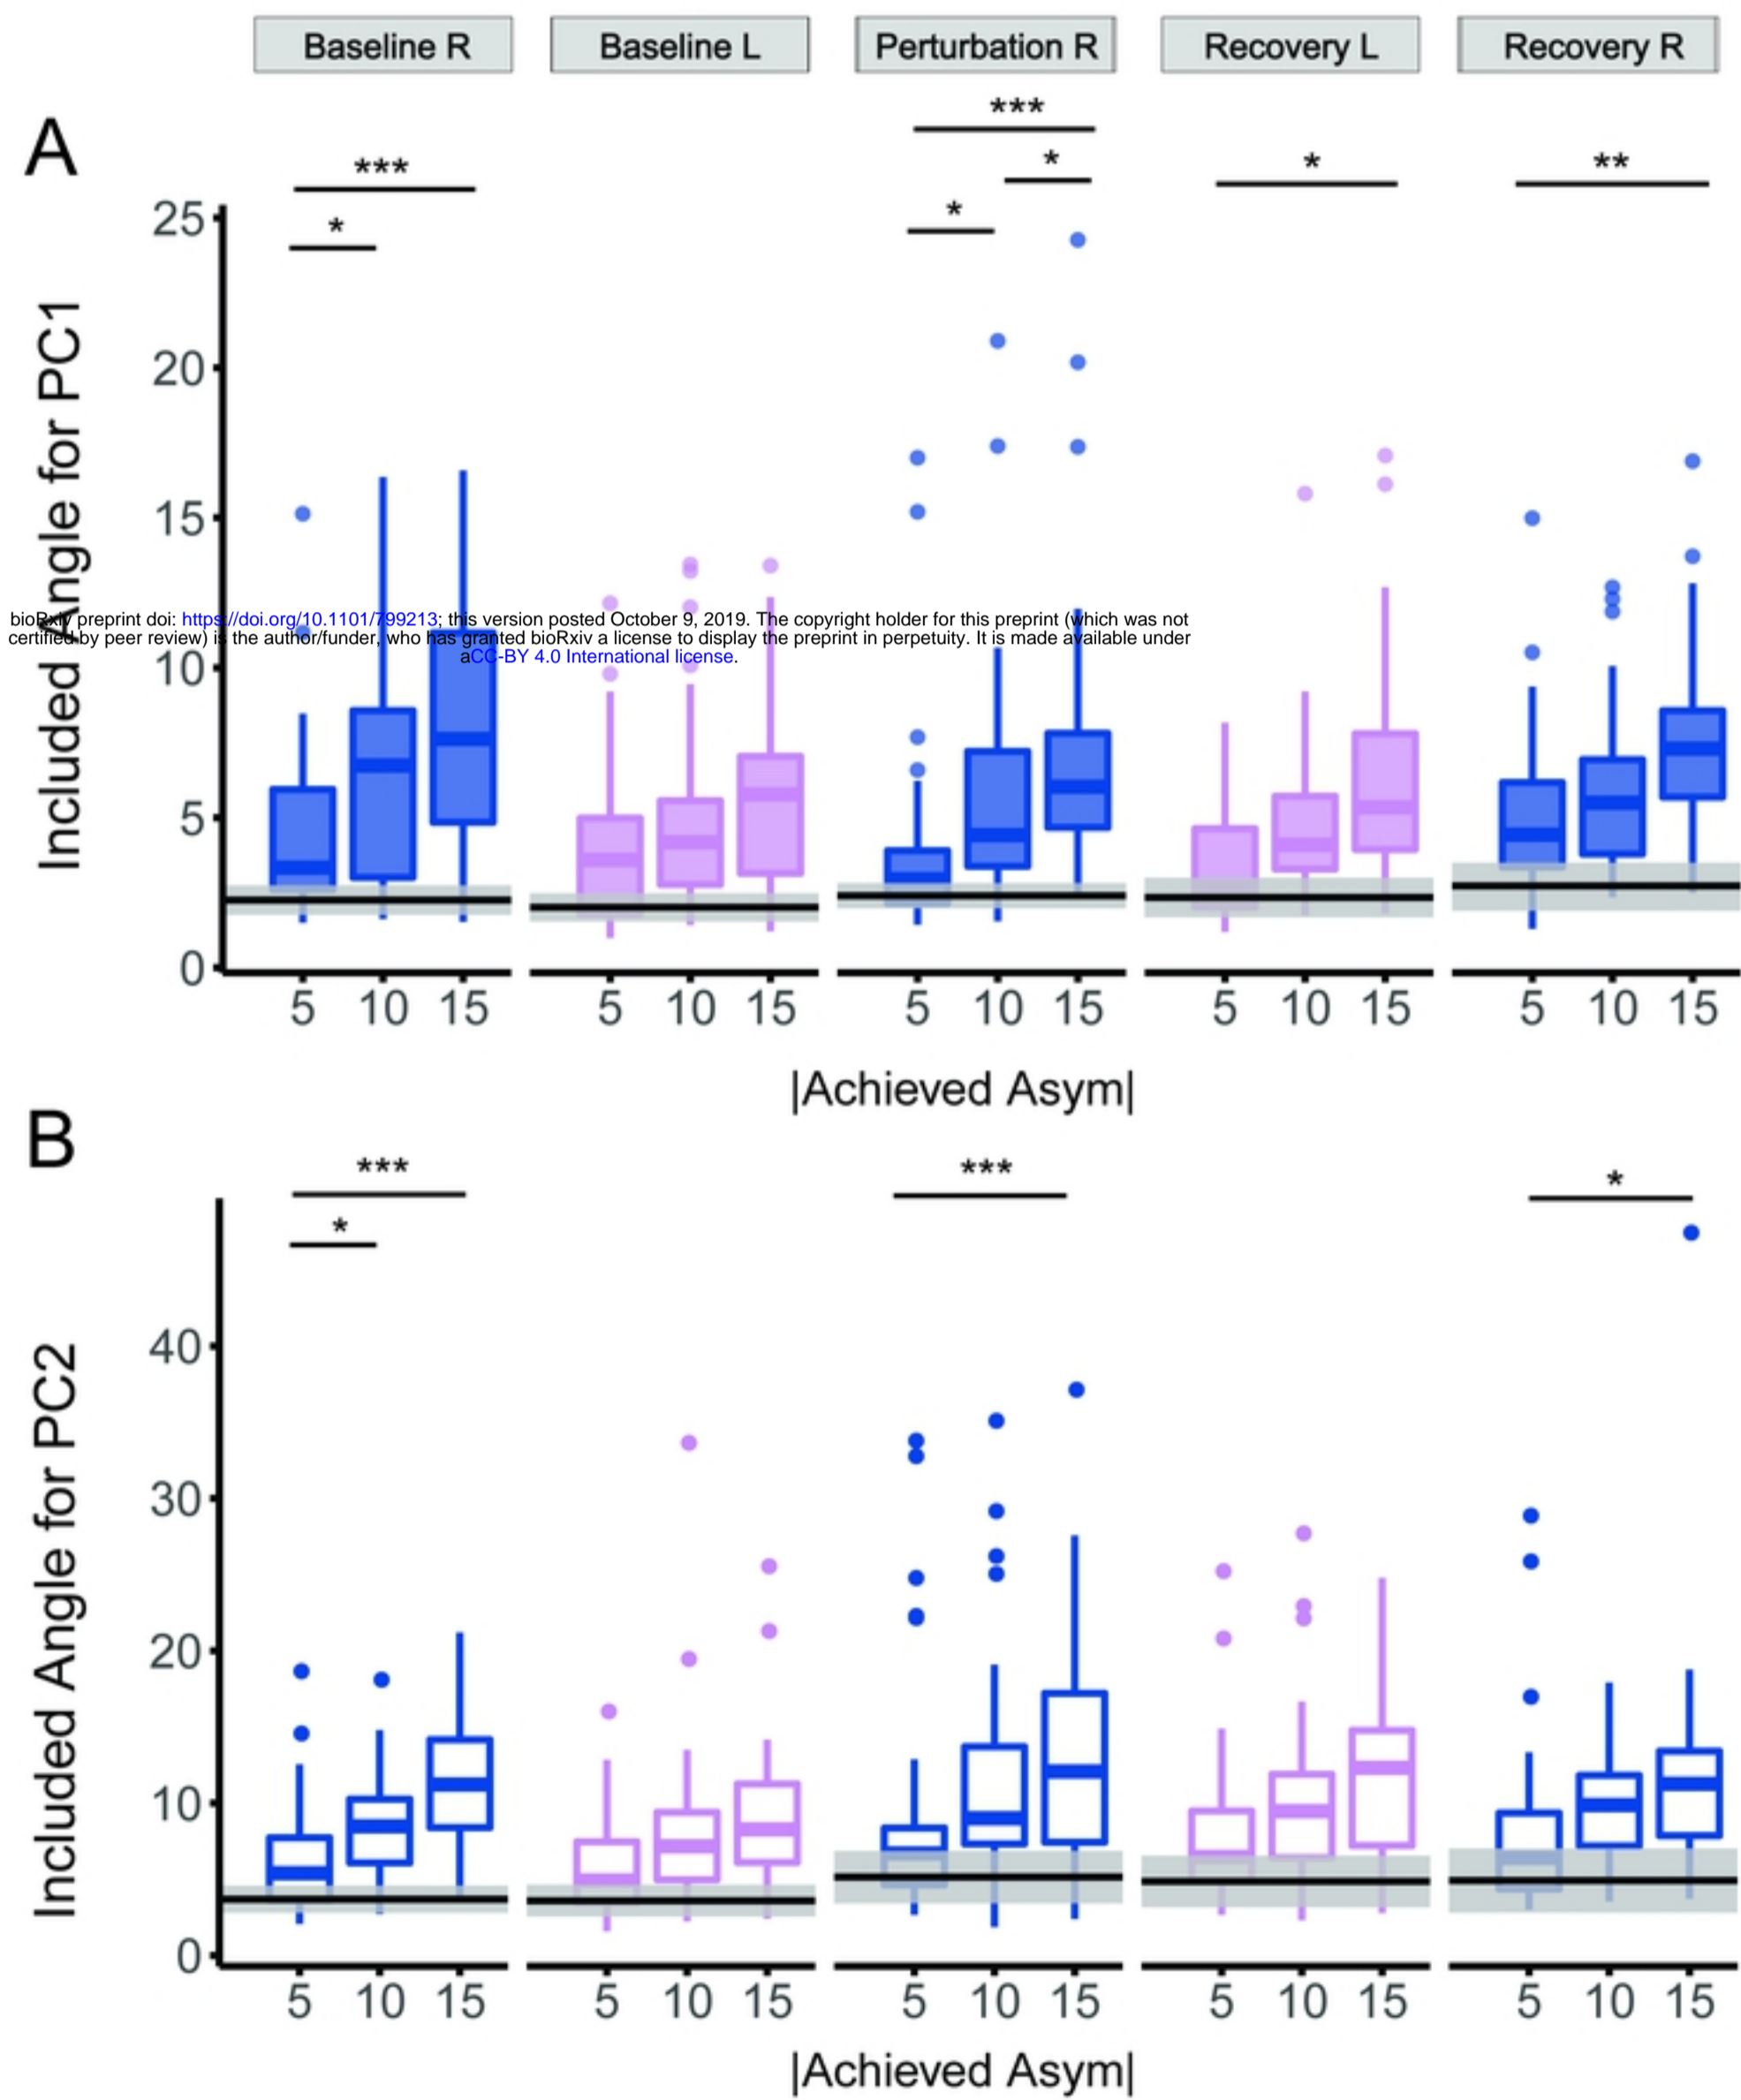 Baseline R Baseline L Perturbation R Recovery L Recovery R
A
*** * *** * * * **
Included Angle for PC1
25
20
15
bioRxiv preprint doi: https://doi.org/10.1101/799213; this version posted October 9, 2019. The copyright holder for this preprint (which was not
certified by peer review) is the author/funder, who has granted bioRxiv a license to display the preprint in perpetuity. It is made available under
aCC-BY 4.0 International license.
10
5
0
5 10 15 5 10 15 5 10 15 5 10 15 5 10 15
|Achieved Asym|
B
*** * *** *
Included Angle for PC2
40
30
20
10
0
5 10 15 5 10 15 5 10 15 5 10 15 5 10 15
|Achieved Asym|